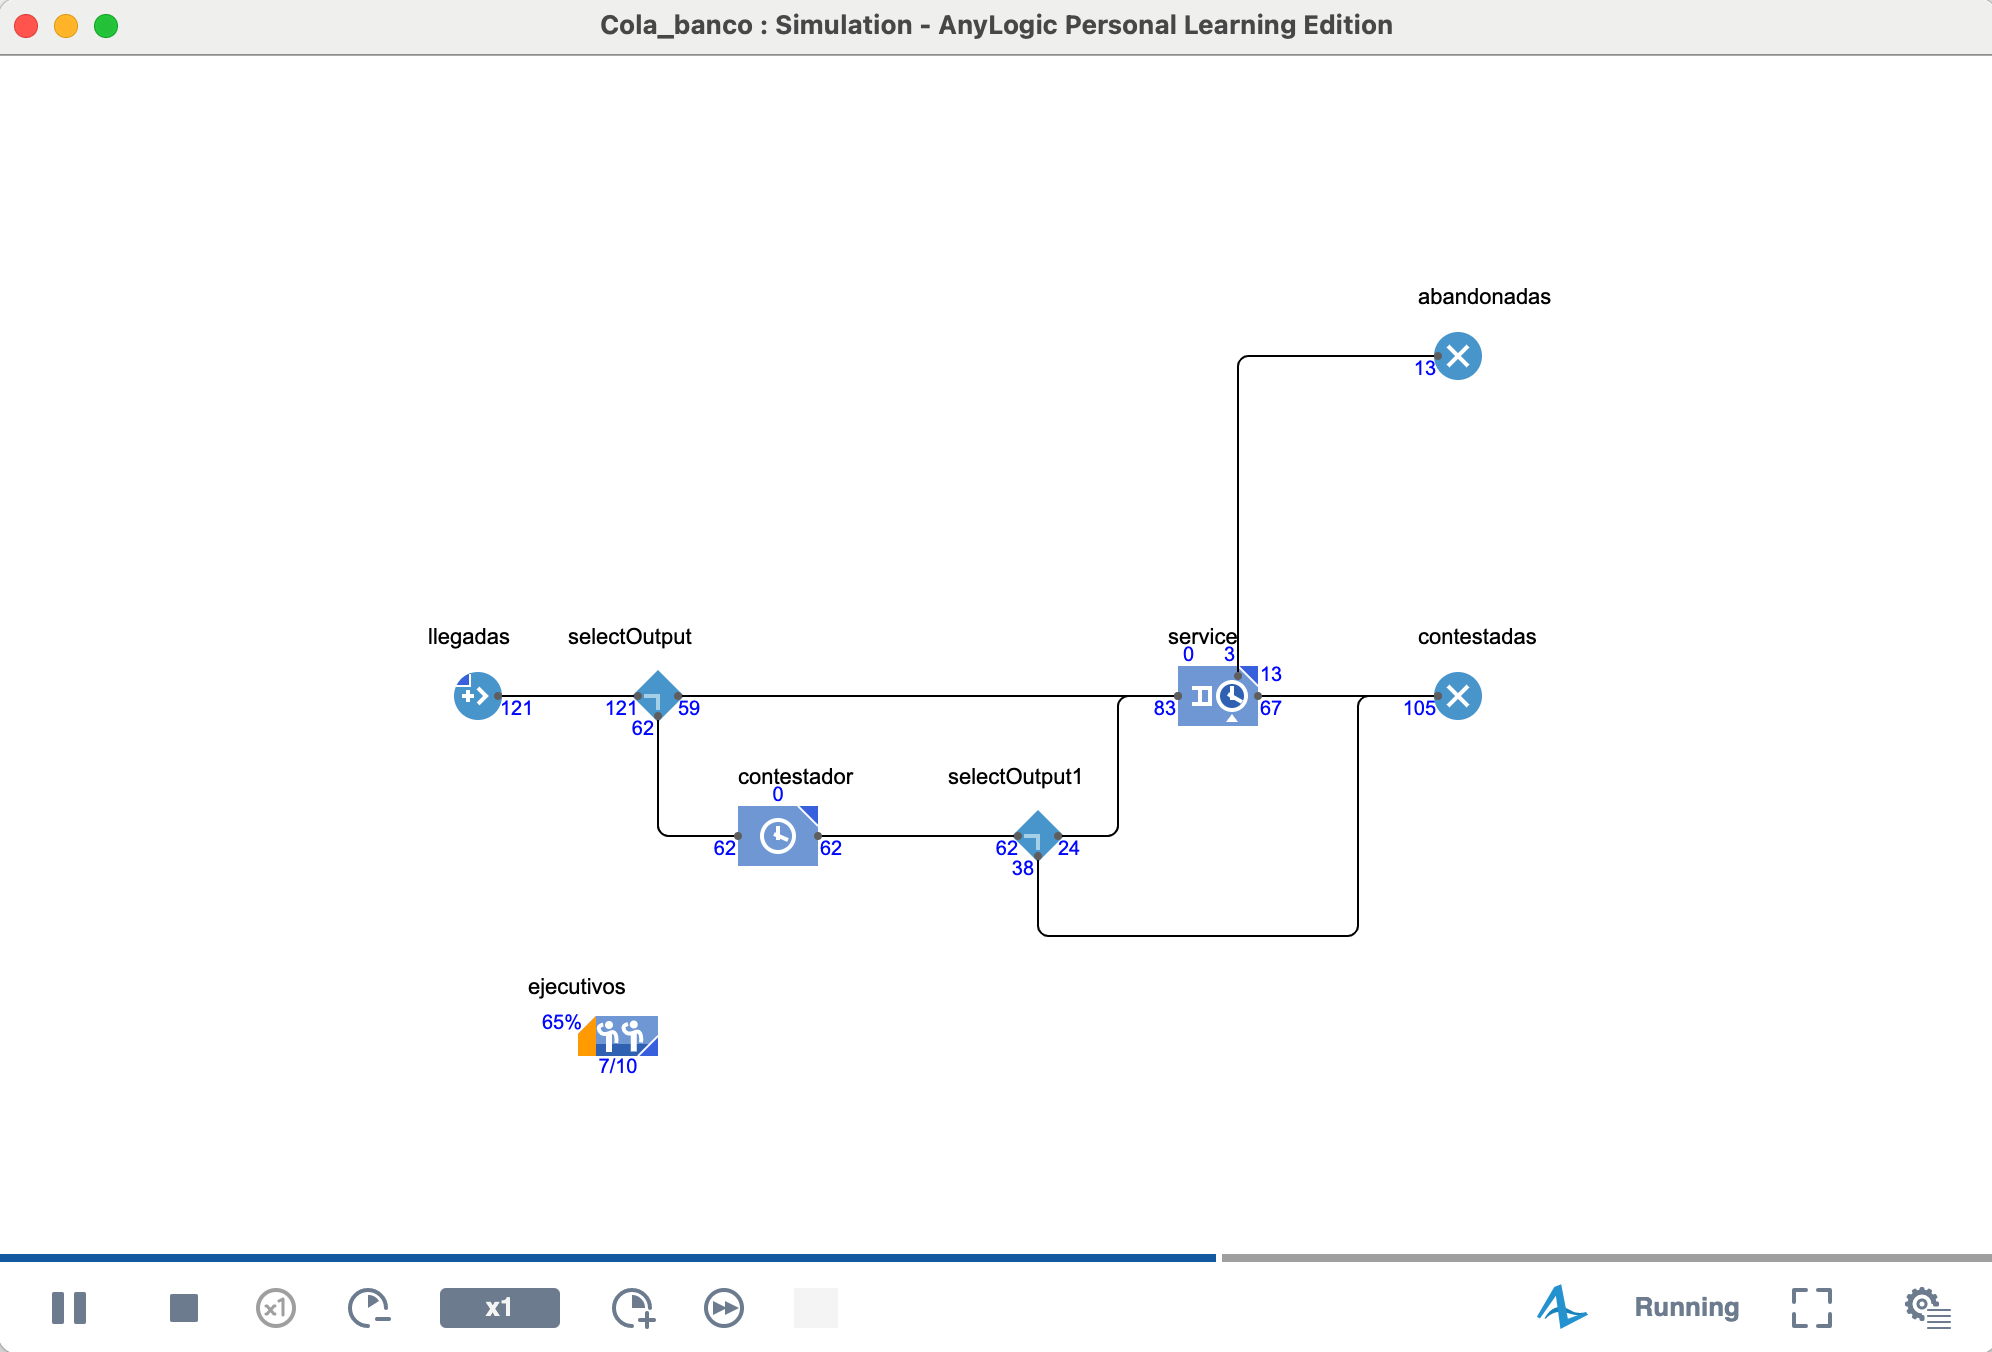 Cola_banco : Simulation - AnyLogic Personal Learning Edition
abandonadas
13
llegadas
selectOutput
service
contestadas
0
3
13
121
121
59
62
83
67
105
contestador
selectOutput1
0
62
62
62
24
38
ejecutivos
65%
7/10
x1
x1
Running